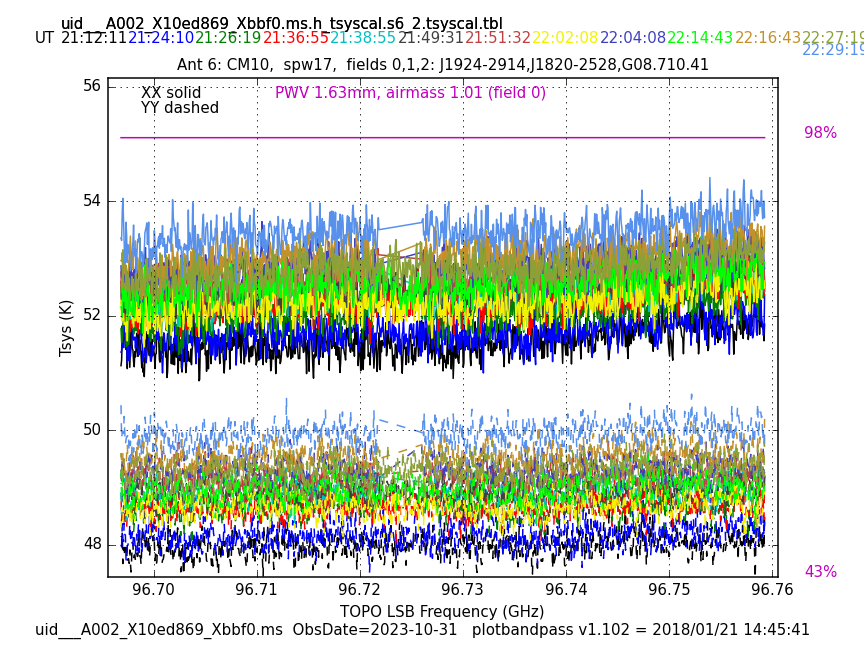 uid___A002_X10ed869_Xbbf0.ms.h_tsyscal.s6_2.tsyscal.tbl
UT 21:12:11 21:24:10 21:26:19 21:36:55 21:38:55 21:49:31 21:51:32 22:02:08 22:04:08 22:14:43 22:16:43 22:27:19
22:29:19
Ant 6: CM10, spw17, fields 0,1,2: J1924-2914,J1820-2528,G08.710.41
XX solid
YY dashed
PWV 1.63mm, airmass 1.01 (field 0)
98%
43%
56
54
52
50
48
Tsys (K)
96.70 96.71 96.72 96.73 96.74 96.75 96.76
TOPO LSB Frequency (GHz)
uid___A002_X10ed869_Xbbf0.ms ObsDate=2023-10-31 plotbandpass v1.102 = 2018/01/21 14:45:41